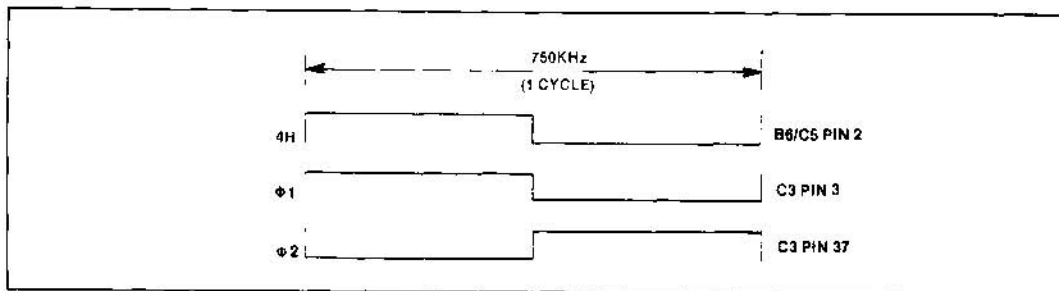 750KHz
(1 CYCLE)
4H B6/C5 PIN 2
Φ1 C3 PIN 3
Φ2 C3 PIN 37